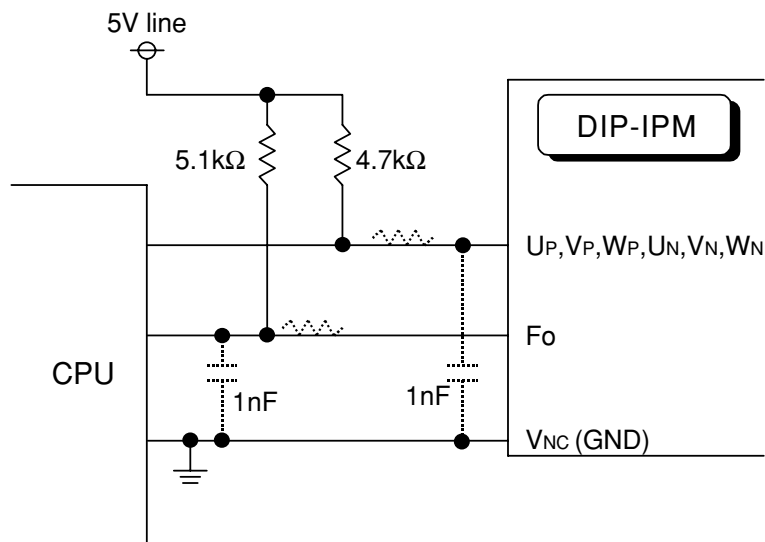 5V line
DIP-IPM
5.1kΩ
4.7kΩ
UP,VP,WP,UN,VN,WN
Fo
CPU
1nF
1nF
VNC (GND)